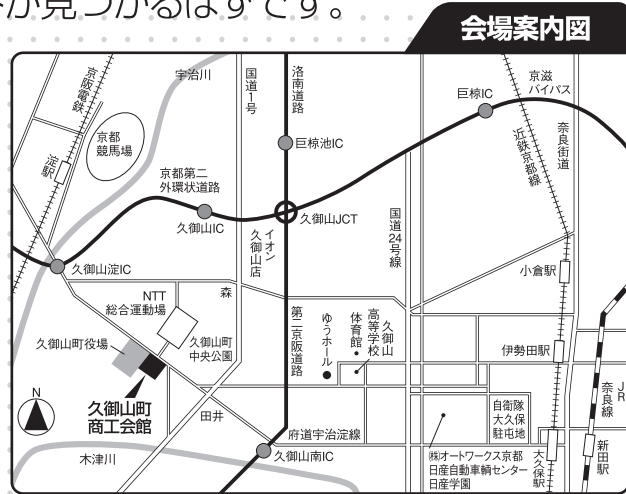 が見つかるはずです。
会場案内図
京阪電鉄
宇治川
国道1号
洛南道路
巨椋IC
京滋
バイパス
京都
競馬場
淀駅
巨椋池IC
近鉄京都線
奈良街道
京都第二
外環状道路
久御山IC
久御山JCT
イオン
久御山店
国道24号線
久御山淀IC
小倉駅
NTT
総合運動場
森
久御山町
中央公園
第二京阪道路
ゆうホール
久御山
高等学校
体育館
伊勢田駅
久御山町役場
久御山町
商工会館
N
田井
自衛隊
大久保
駐屯地
JR
奈良線
府道宇治淀線
木津川
久御山南IC
㈱オートワークス京都
日産自動車輌センター
日産学園
大久保駅
新田駅